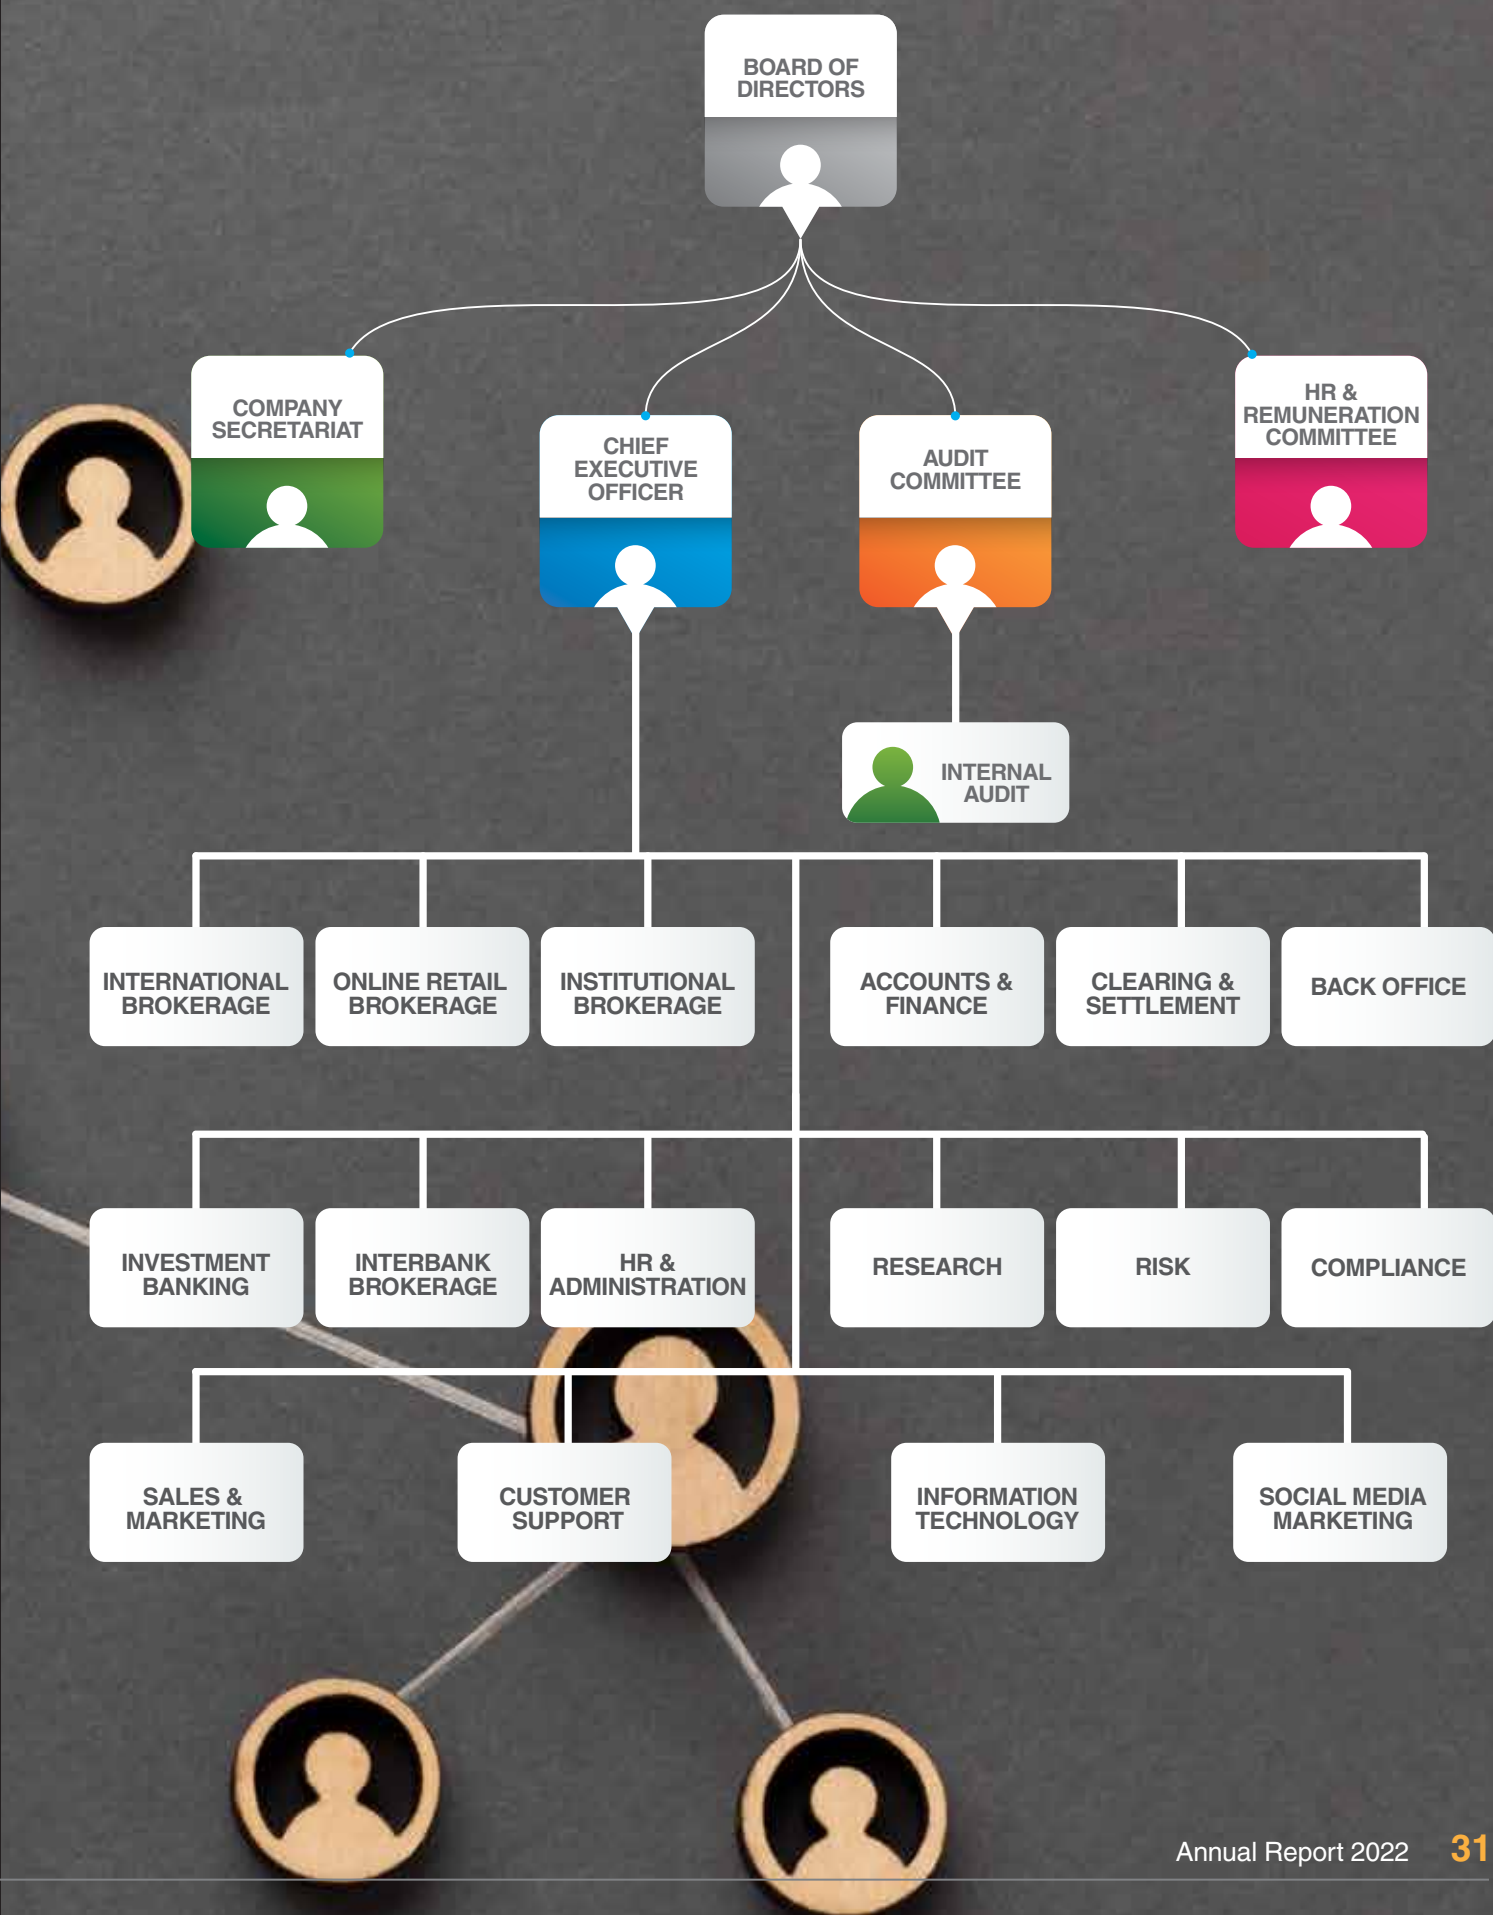 BOARD OF
DIRECTORS
COMPANY
SECRETARIAT
CHIEF
EXECUTIVE
OFFICER
AUDIT
COMMITTEE
HR &
REMUNERATION
COMMITTEE
INTERNAL
AUDIT
INTERNATIONAL
BROKERAGE
ONLINE RETAIL
BROKERAGE
INSTITUTIONAL
BROKERAGE
ACCOUNTS &
FINANCE
CLEARING &
SETTLEMENT
BACK OFFICE
INVESTMENT
BANKING
INTERBANK
BROKERAGE
HR &
ADMINISTRATION
RESEARCH
RISK
COMPLIANCE
SALES &
MARKETING
CUSTOMER
SUPPORT
INFORMATION
TECHNOLOGY
SOCIAL MEDIA
MARKETING
Annual Report 2022 31